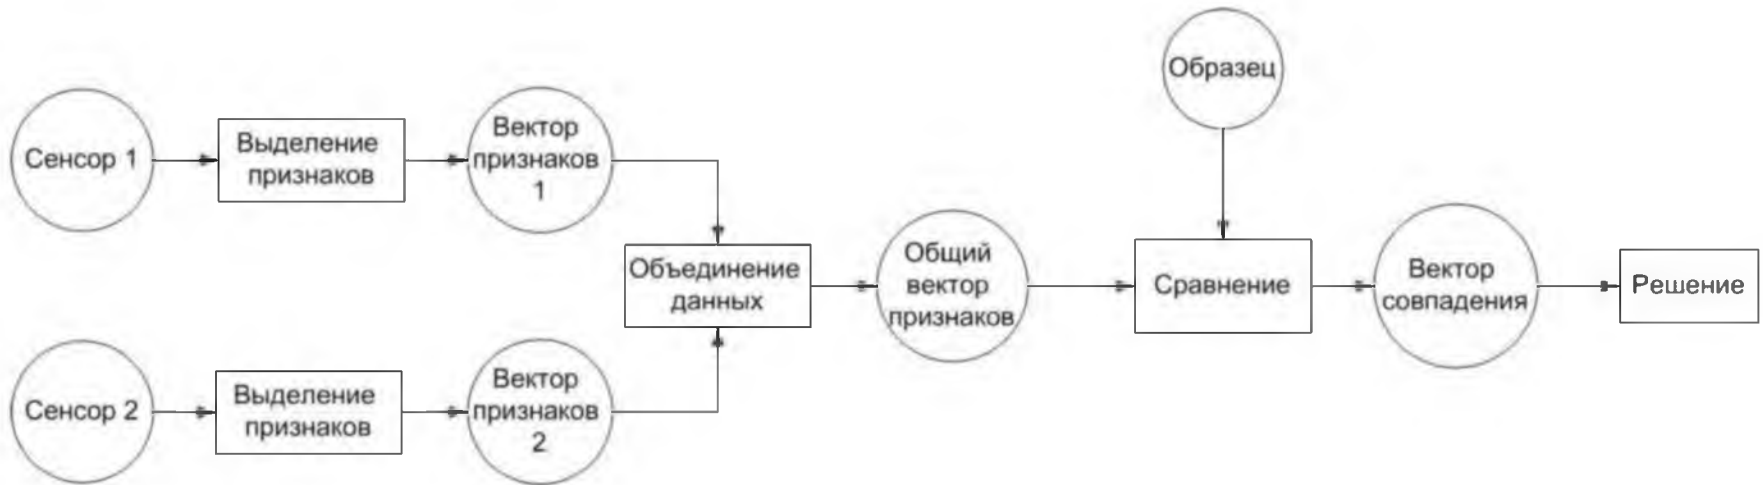 Образец
Сенсор 1
Выделение
признаков
Вектор
признаков
1
Объединение
данных
Общий
вектор
признаков
Сравнение
Вектор
совпадения
Решение
Сенсор 2
Выделение
признаков
Вектор
признаков
2